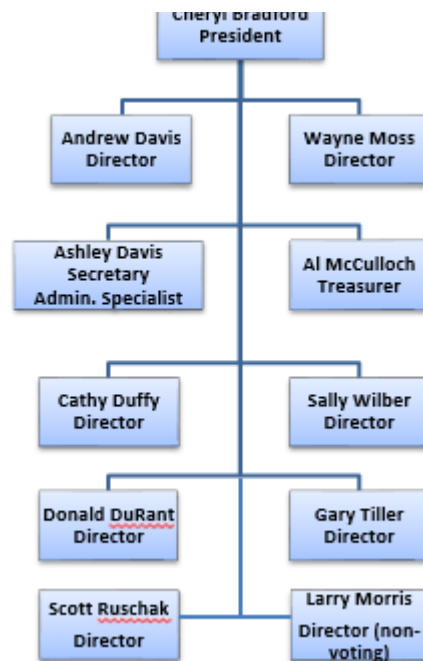 Cheryl Bradford
President
Andrew Davis
Director
Wayne Moss
Director
Ashley Davis
Secretary
Admin. Specialist
Al McCulloch
Treasurer
Cathy Duffy
Director
Sally Wilber
Director
Donald DuRant
Director
Gary Tiller
Director
Scott Ruschak
Director
Larry Morris
Director (non-
voting)